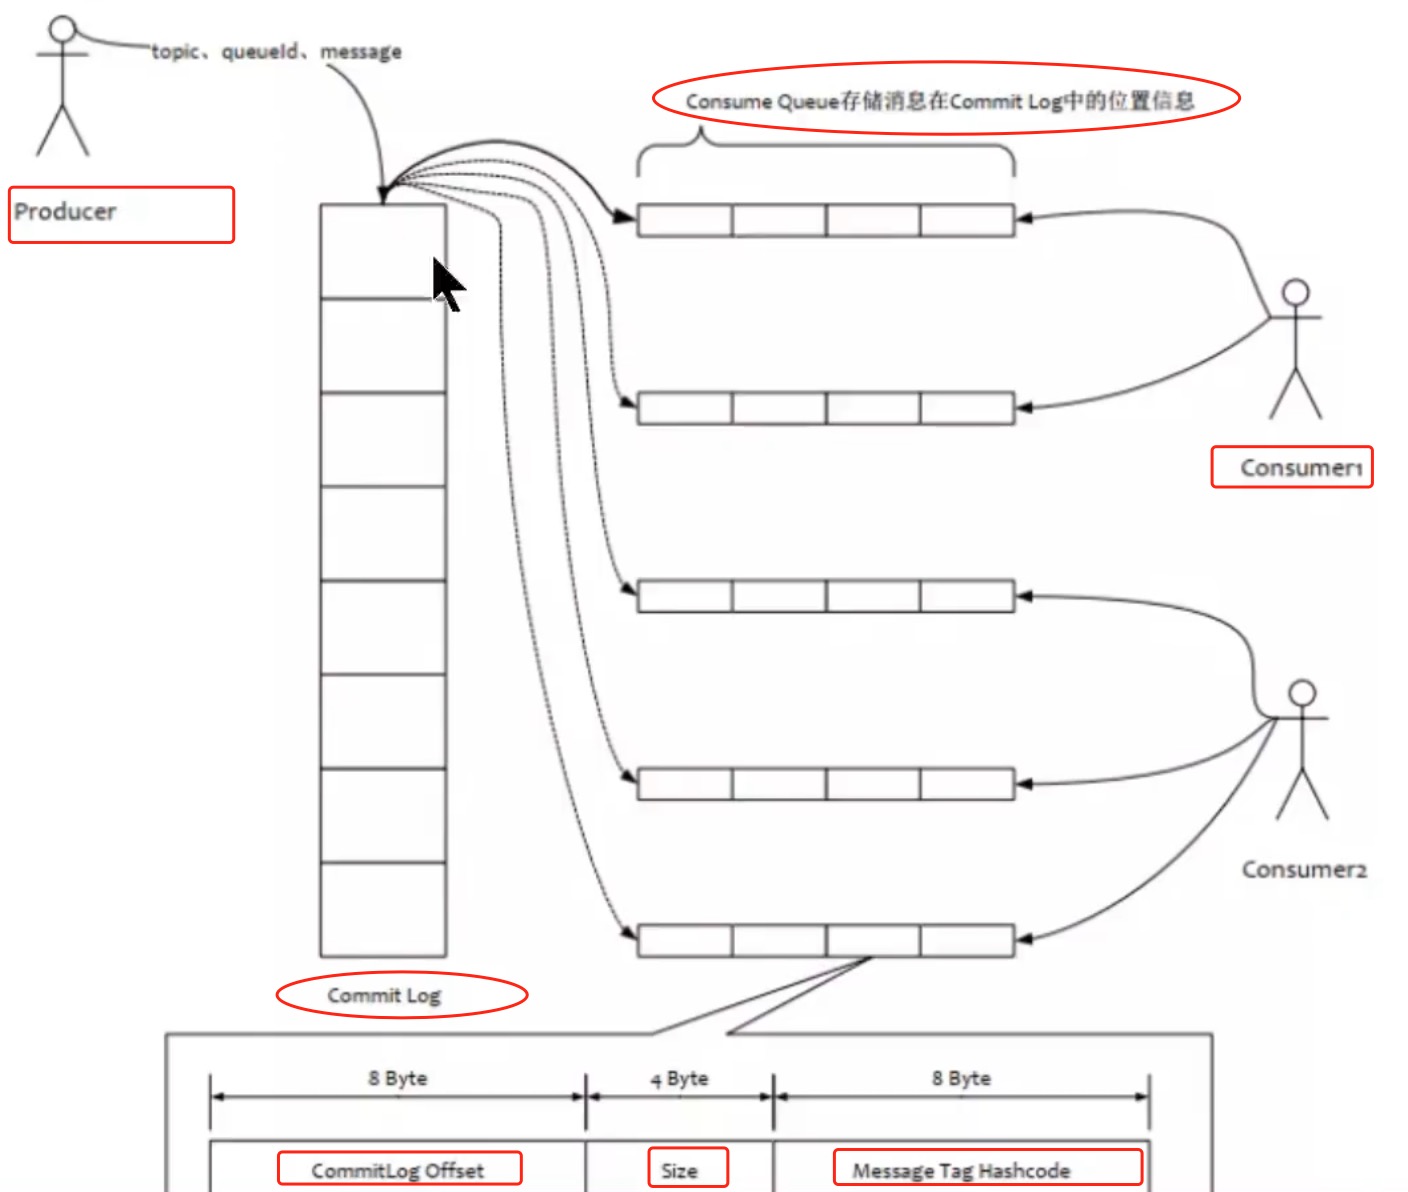 topic、queueId、message
Consume Queue存储消息在Commit Log中的位置信息
Producer
Consumer1
Consumer2
Commit Log
8 Byte
4 Byte
8 Byte
CommitLog Offset
Size
Message Tag Hashcode